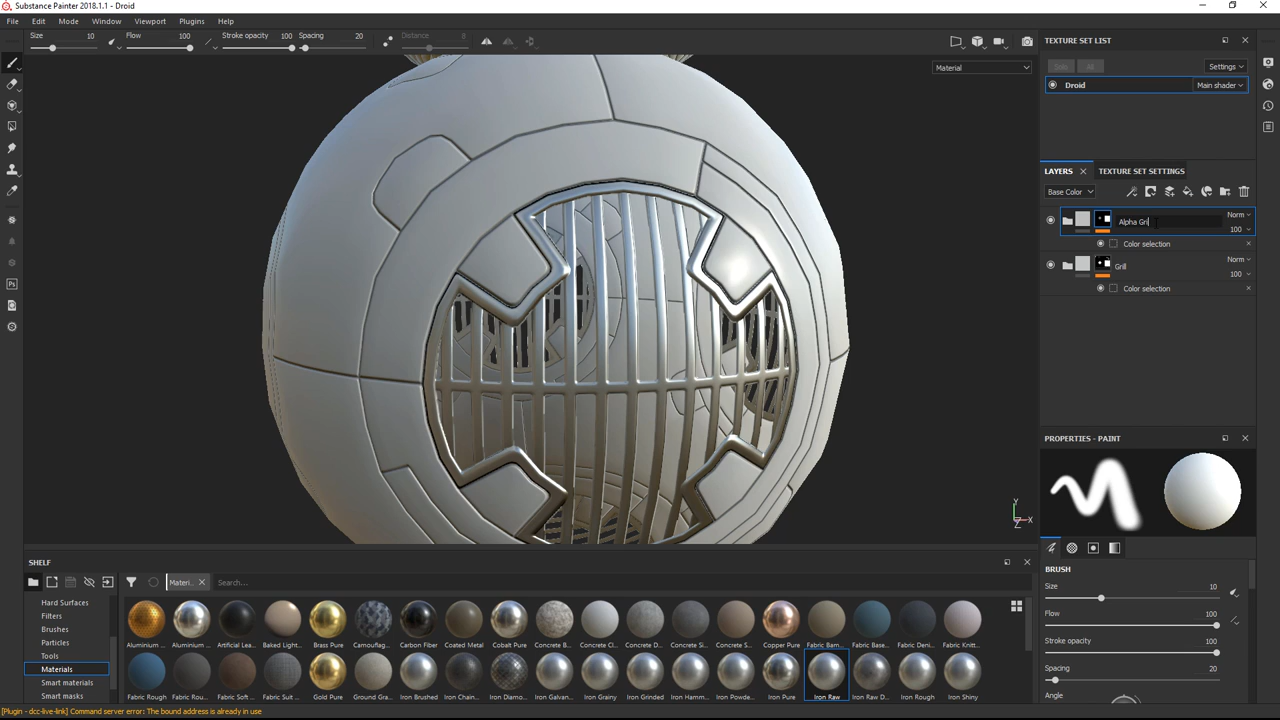 Substance Painter 2018.1.1 - Droid
File Edit Mode Window Viewport Plugins Help
Size 10 Flow 100 Stroke opacity 100 Spacing 20 Distance 8
Material
TEXTURE SET LIST
Solo All Settings
Droid Main shader
LAYERS TEXTURE SET SETTINGS
Base Color
Alpha Gril Norm
100
Color selection
Grill Norm
100
Color selection
PROPERTIES - PAINT
BRUSH
Size 10
Flow 100
Stroke opacity 100
Spacing 20
Angle
Y
X
Z
SHELF
Materi... Search...
Hard Surfaces
Filters
Brushes
Particles
Tools
Materials
Smart materials
Smart masks
Aluminium ... Aluminium ... Artificial Lea... Baked Light... Brass Pure Camouflag... Carbon Fiber Coated Metal Cobalt Pure Concrete B... Concrete Cl... Concrete D... Concrete Si... Concrete S... Copper Pure Fabric Bam... Fabric Base... Fabric Deni... Fabric Knitt...
Fabric Rough Fabric Rou... Fabric Soft ... Fabric Suit ... Gold Pure Ground Gra... Iron Brushed Iron Chain... Iron Diamo... Iron Galvan... Iron Grainy Iron Grinded Iron Hamm... Iron Powde... Iron Pure Iron Raw Iron Raw D... Iron Rough Iron Shiny
[Plugin - dcc-live-link] Command server error: The bound address is already in use